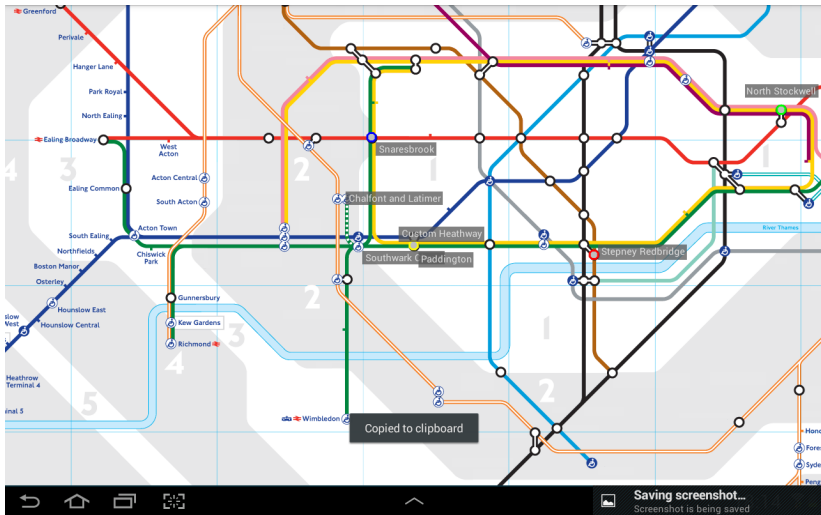 Greenford
Perivale
Hanger Lane
Park Royal
North Ealing
North Stockwell
Ealing Broadway
West
Acton
Snaresbrook
1
1
4
3
2
Acton Central
Ealing Common
Chalfont and Latimer
South Acton
Acton Town
South Ealing
Custom Heathway
River Thames
Northfields
Chiswick
Park
Southwark
Paddington
Stepney Redbridge
Boston Manor
Osterley
Gunnersbury
2
Hounslow East
West
Hounslow Central
Kew Gardens
3
1
Richmond
4
Heathrow
Terminal 4
2
5
Wimbledon
Copied to clipboard
Saving screenshot...
Screenshot is being saved